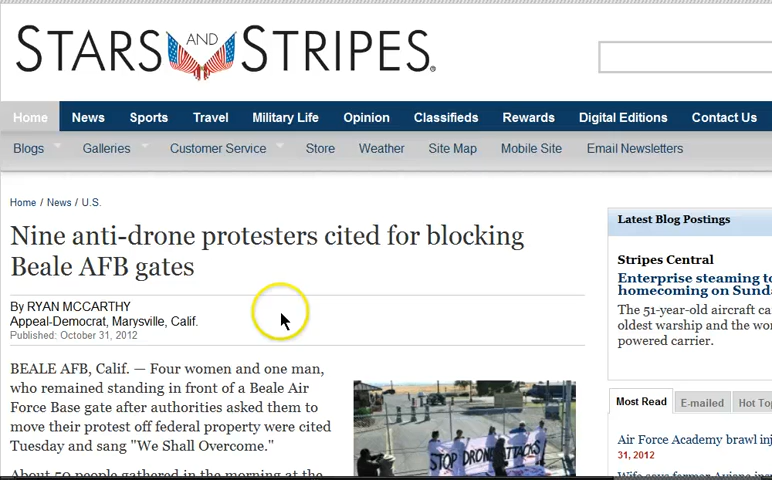 STARS AND STRIPES®
Home News Sports Travel Military Life Opinion Classifieds Rewards Digital Editions Contact Us
Blogs Galleries Customer Service Store Weather Site Map Mobile Site Email Newsletters
Home / News / U.S.
Nine anti-drone protesters cited for blocking
Beale AFB gates
By RYAN MCCARTHY
Appeal-Democrat, Marysville, Calif.
Published: October 31, 2012
BEALE AFB, Calif. — Four women and one man,
who remained standing in front of a Beale Air
Force Base gate after authorities asked them to
move their protest off federal property were cited
Tuesday and sang "We Shall Overcome."
About 50 people gathered in the morning at the
STOP DRONE ATTACKS
Latest Blog Postings
Stripes Central
Enterprise steaming to
homecoming on Sunda
The 51-year-old aircraft ca
oldest warship and the wo
powered carrier.
Most Read E-mailed Hot Top
Air Force Academy brawl inj
31, 2012
Wife says former Aviano insp